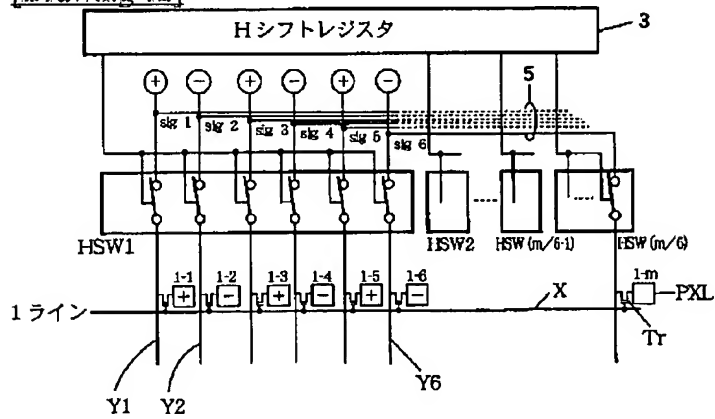 [Drawing 12]
Hシフトレジスタ
3
+ − + − + −
5
sig 1 sig 2 sig 3 sig 4 sig 5 sig 6
HSW1
HSW2
HSW(m/6-1)
HSW(m/6)
1-1 1-2 1-3 1-4 1-5 1-6 1-m
+ − + − + −
PXL
1ライン
X
Tr
Y1
Y2
Y6